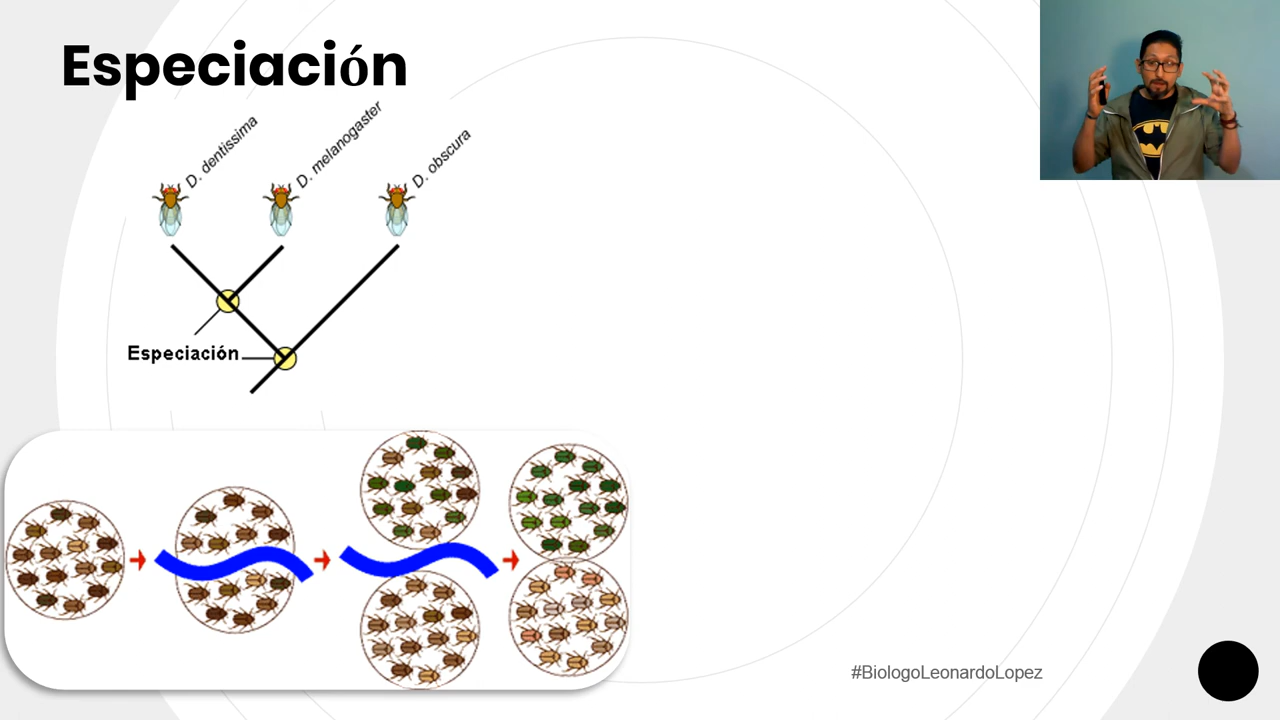 Especiación
D. dentissima
D. melanogaster
D. obscura
Especiación
#BiologoLeonardoLopez